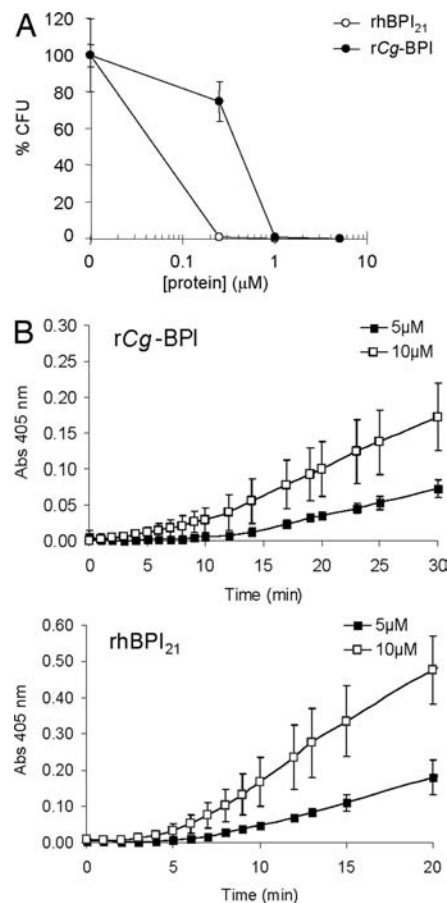 A
rhBPI21
rCg-BPI
120
100
80
60
40
20
0
% CFU
0 0.1 1 10
[protein] (μM)
B
rCg-BPI
5μM
10μM
0.30
0.25
0.20
0.15
0.10
0.05
0.00
Abs 405 nm
0 5 10 15 20 25 30
Time (min)
rhBPI21
5μM
10μM
0.60
0.50
0.40
0.30
0.20
0.10
0.00
Abs 405 nm
0 5 10 15 20
Time (min)